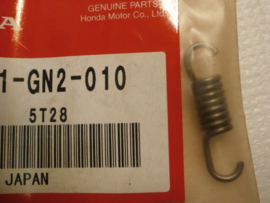 GENUINE PARTS
Honda Motor Co., Ltd.
A
1-GN2-010
5T28
JAPAN